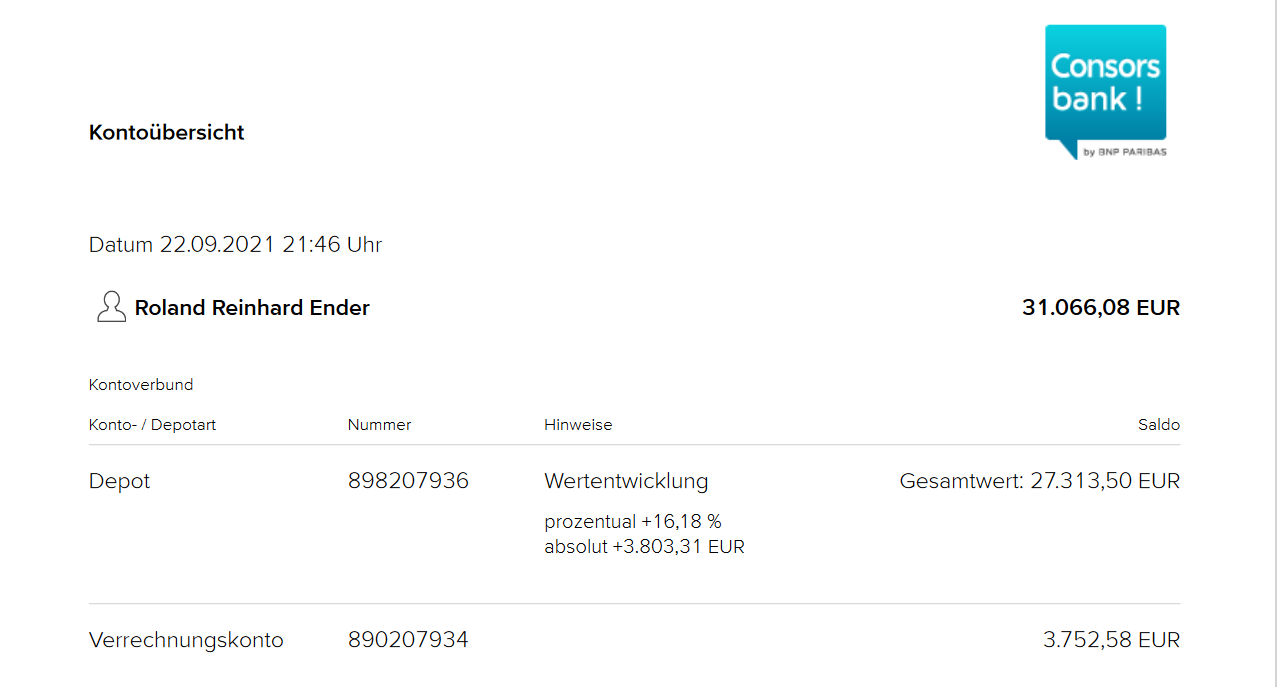 Consors
bank!
by BNP PARIBAS
Kontoübersicht
Datum 22.09.2021 21:46 Uhr
Roland Reinhard Ender 31.066,08 EUR
Kontoverbund
Konto- / Depotart Nummer Hinweise Saldo
Depot 898207936 Wertentwicklung Gesamtwert: 27.313,50 EUR
prozentual +16,18 %
absolut +3.803,31 EUR
Verrechnungskonto 890207934 3.752,58 EUR